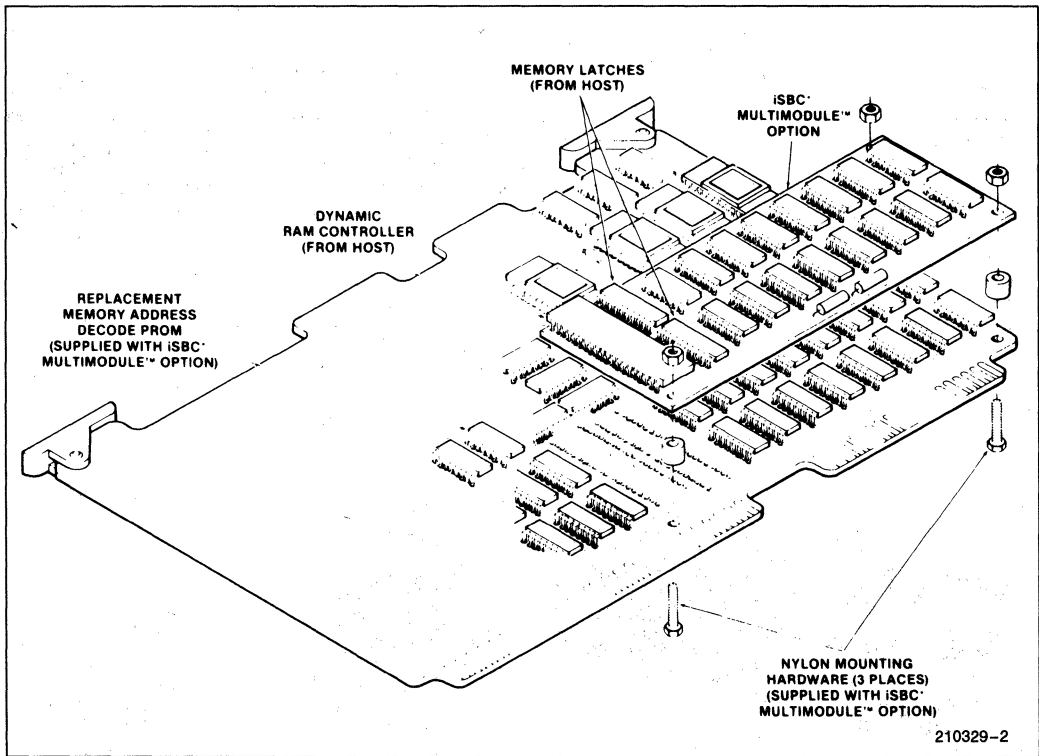 MEMORY LATCHES
(FROM HOST)
iSBC*
MULTIMODULE™
OPTION
DYNAMIC
RAM CONTROLLER
(FROM HOST)
REPLACEMENT
MEMORY ADDRESS
DECODE PROM
(SUPPLIED WITH iSBC*
MULTIMODULE™ OPTION)
NYLON MOUNTING
HARDWARE (3 PLACES)
(SUPPLIED WITH iSBC*
MULTIMODULE™ OPTION)
210329-2